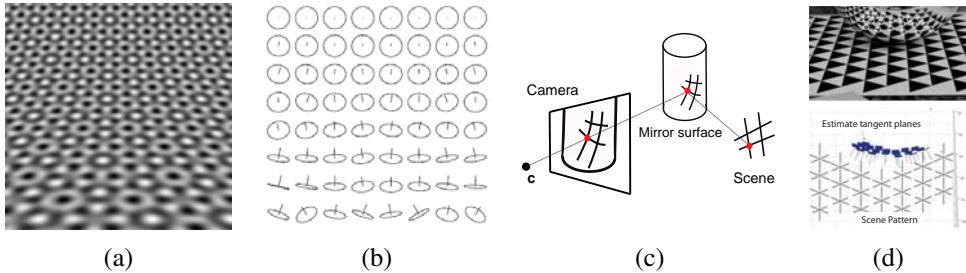 Camera
Mirror surface
c
Scene
Estimate tangent planes
Scene Pattern
(a)
(b)
(c)
(d)